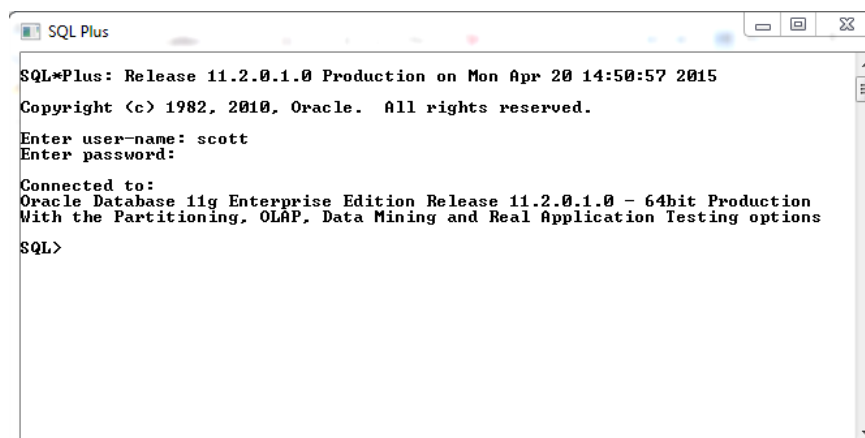 SQL Plus
SQL*Plus: Release 11.2.0.1.0 Production on Mon Apr 20 14:50:57 2015
Copyright (c) 1982, 2010, Oracle.  All rights reserved.
Enter user-name: scott
Enter password:
Connected to:
Oracle Database 11g Enterprise Edition Release 11.2.0.1.0 - 64bit Production
With the Partitioning, OLAP, Data Mining and Real Application Testing options
SQL>